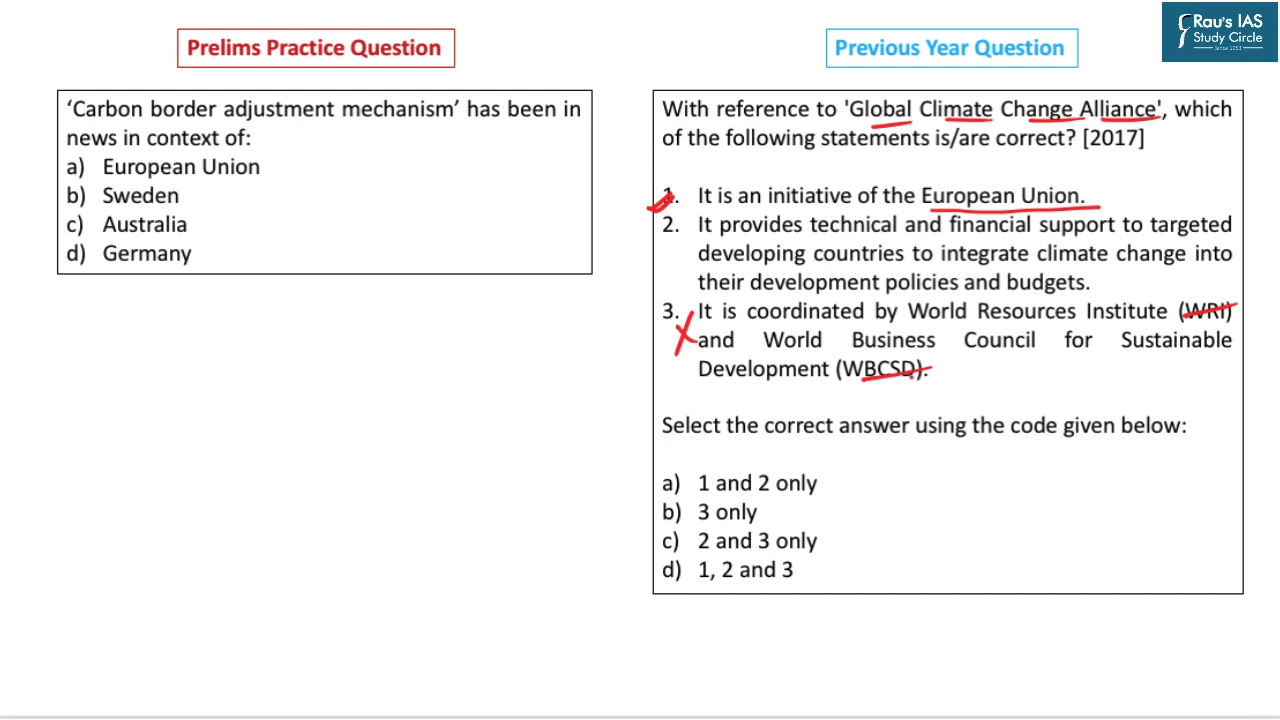 Prelims Practice Question
‘Carbon border adjustment mechanism’ has been in
news in context of:
a) European Union
b) Sweden
c) Australia
d) Germany
Previous Year Question
With reference to 'Global Climate Change Alliance', which
of the following statements is/are correct? [2017]
1. It is an initiative of the European Union.
2. It provides technical and financial support to targeted
developing countries to integrate climate change into
their development policies and budgets.
3. It is coordinated by World Resources Institute (WRI)
and World Business Council for Sustainable
Development (WBCSD).
Select the correct answer using the code given below:
a) 1 and 2 only
b) 3 only
c) 2 and 3 only
d) 1, 2 and 3
Rau's IAS
Study Circle
Since 1953